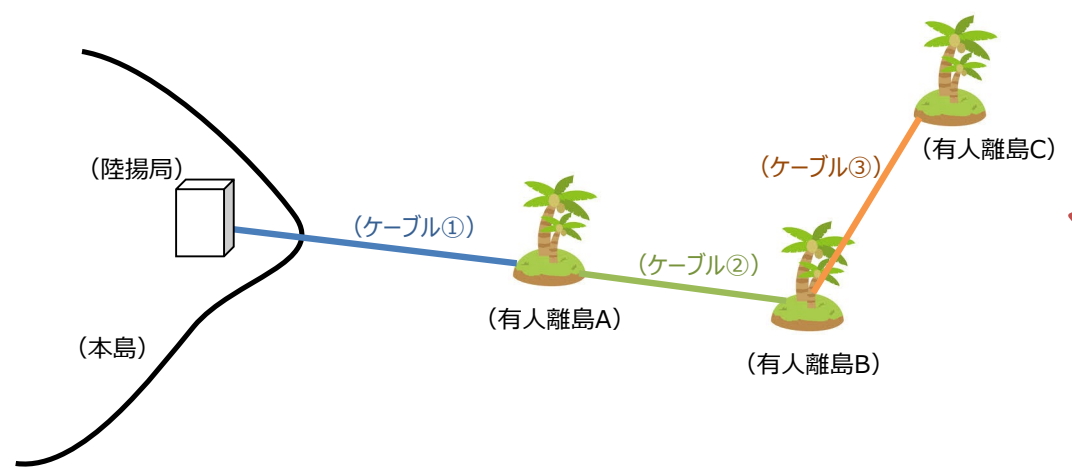 （陸揚局）
（ケーブル①）
（ケーブル②）
（ケーブル③）
（有人離島C）
（有人離島A）
（有人離島B）
（本島）